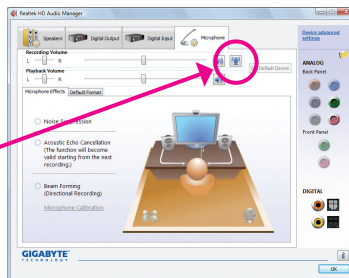 Realtek HD Audio Manager
Speakers
Digital Output
Digital Input
Microphone
Device advanced settings
Recording Volume
L
R
Default Device
Playback Volume
L
R
ANALOG
Back Panel
Microphone Effects
Default Format
Noise Suppression
Acoustic Echo Cancellation
(The function will become
valid starting from the next
recording.)
Front Panel
Beam Forming
(Directional Recording)
Microphone Calibration
DIGITAL
GIGABYTE
TECHNOLOGY
OK